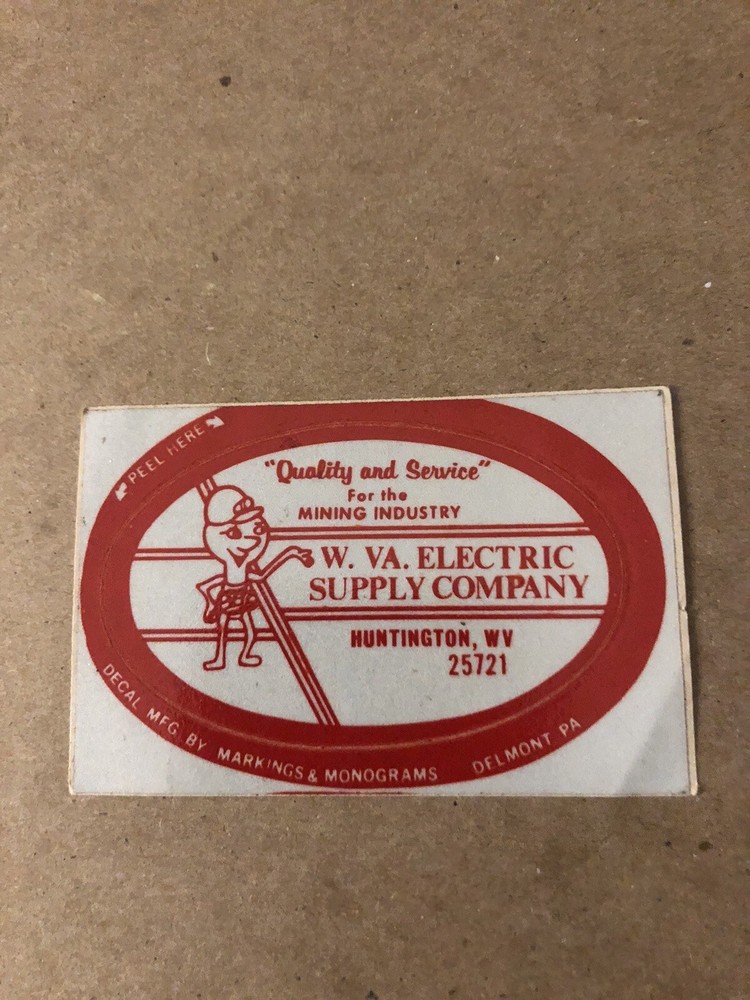 PEEL HERE
"Quality and Service"
For the
MINING INDUSTRY
W. VA. ELECTRIC
SUPPLY COMPANY
HUNTINGTON, WV
25721
DECAL MFG. BY MARKINGS & MONOGRAMS DELMONT PA